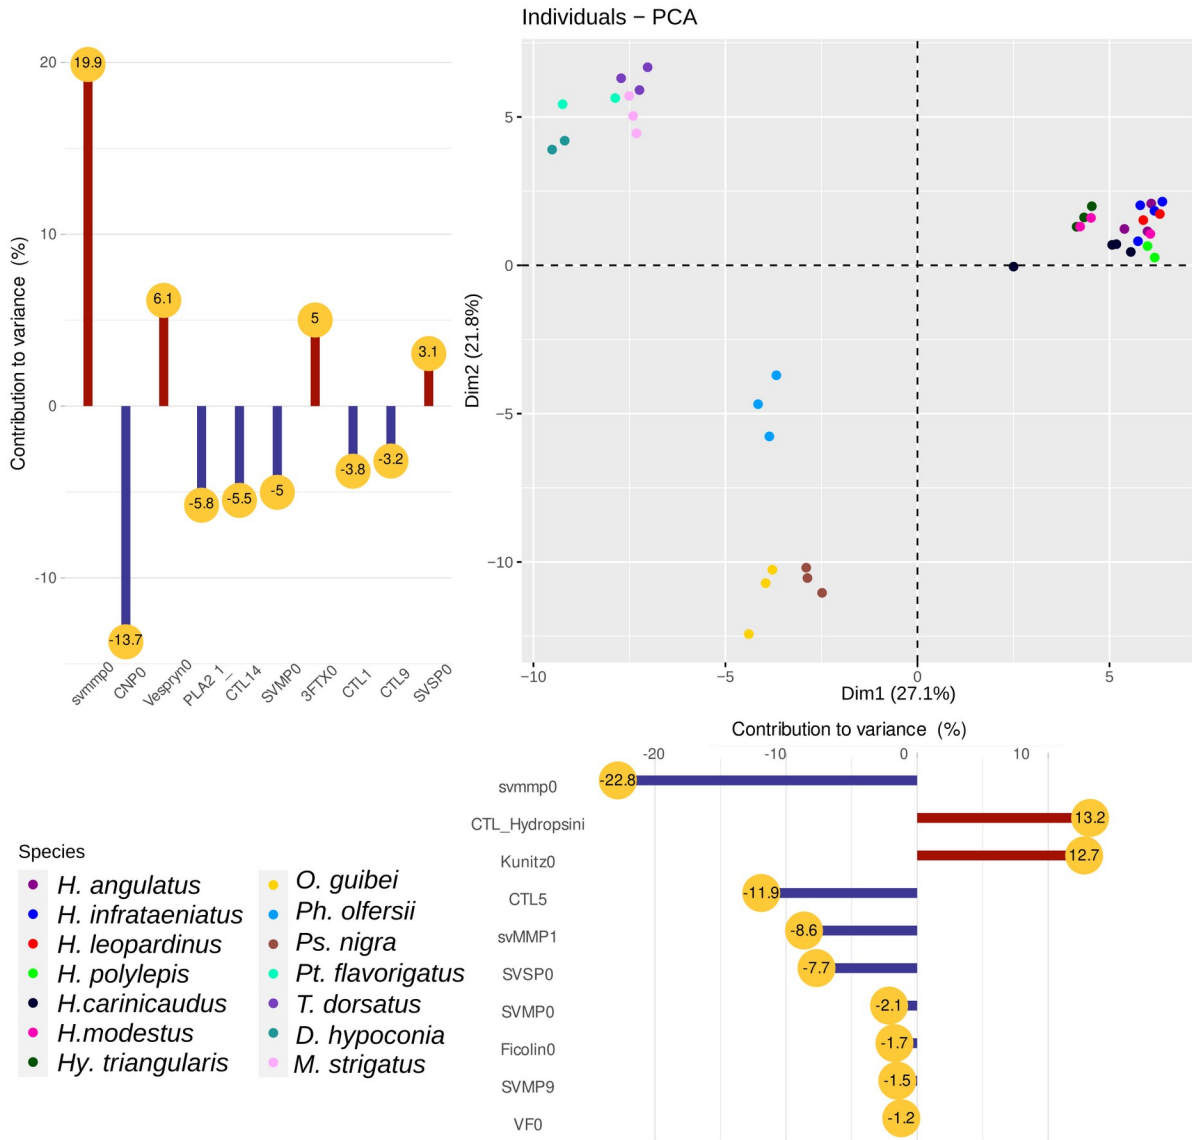 Individuals − PCA
Contribution to variance (%)
20
10
0
-10
19.9
-13.7
6.1
-5.8
-5.5
-5
5
-3.8
-3.2
3.1
svmmp0
CNP0
Vespryn0
PLA2 1_
CTL14
SVMP0
3FTX0
CTL1
CTL9
SVSP0
Dim2 (21.8%)
5
0
−5
−10
−10
−5
0
5
Dim1 (27.1%)
Contribution to variance (%)
-20
-10
0
10
svmmp0
-22.8
CTL_Hydropsini
13.2
Kunitz0
12.7
CTL5
-11.9
svMMP1
-8.6
SVSP0
-7.7
SVMP0
-2.1
Ficolin0
-1.7
SVMP9
-1.5
VF0
-1.2
Species
H. angulatus
H. infrataeniatus
H. leopardinus
H. polylepis
H.carinicaudus
H.modestus
Hy. triangularis
O. guibei
Ph. olfersii
Ps. nigra
Pt. flavorigatus
T. dorsatus
D. hypoconia
M. strigatus